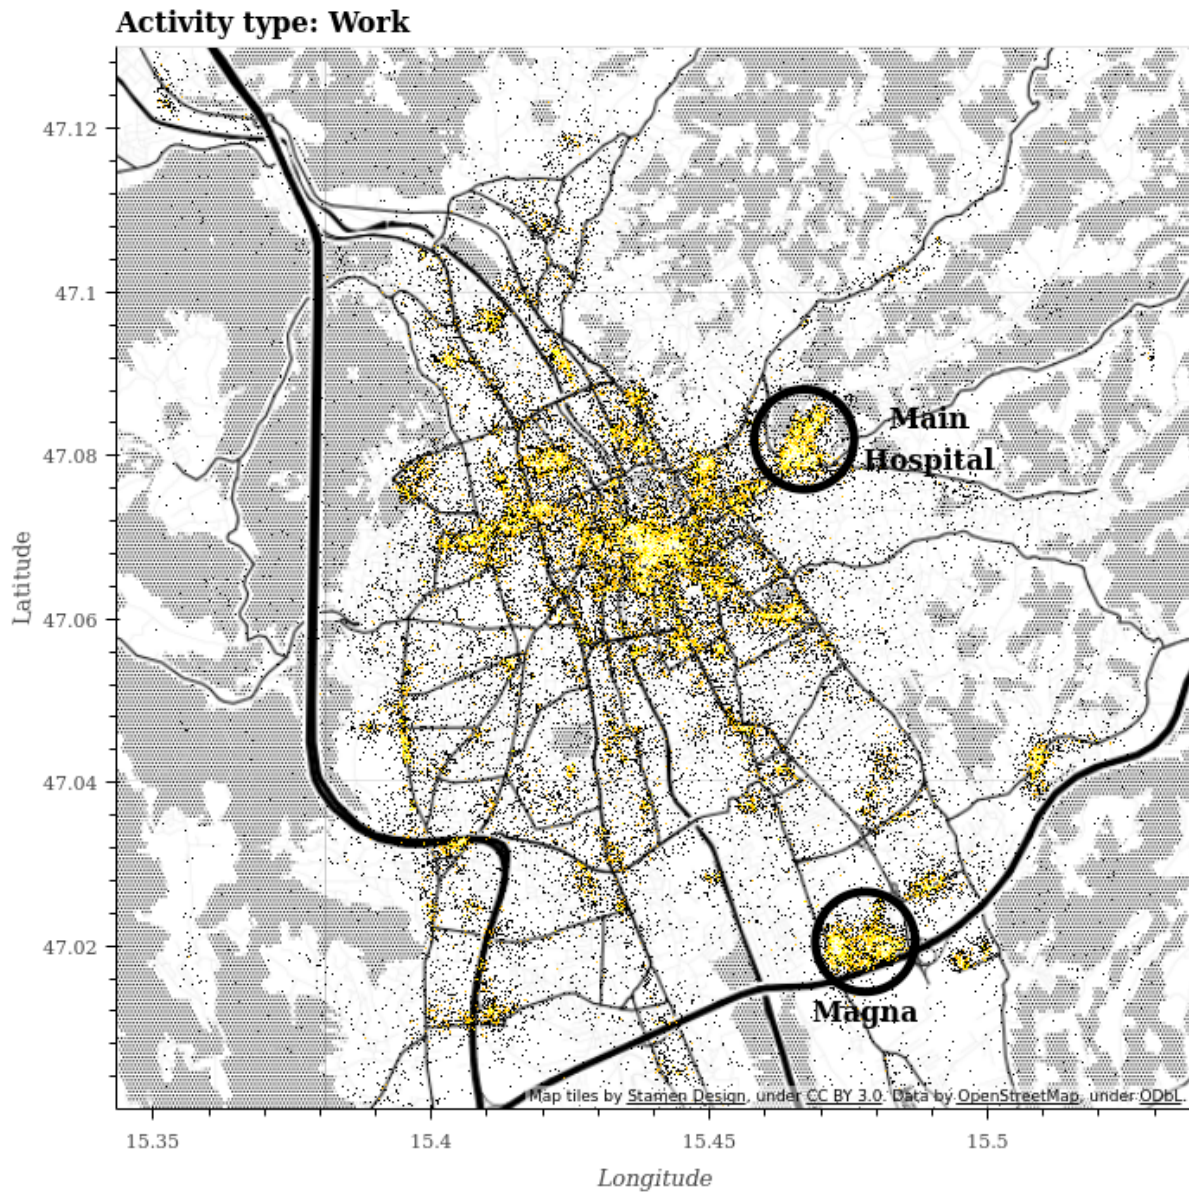 Activity type: Work
47.12
47.1
47.08
47.06
47.04
47.02
Latitude
Main
Hospital
Magna
Map tiles by Stamen Design, under CC BY 3.0. Data by OpenStreetMap, under ODbL.
15.35
15.4
15.45
15.5
Longitude